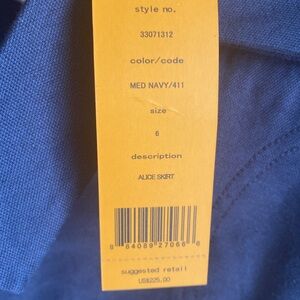 style no.
33071312
color/code
MED NAVY/411
size
6
description
ALICE SKIRT
8 84089 27066 6
suggested retail
US$225.00